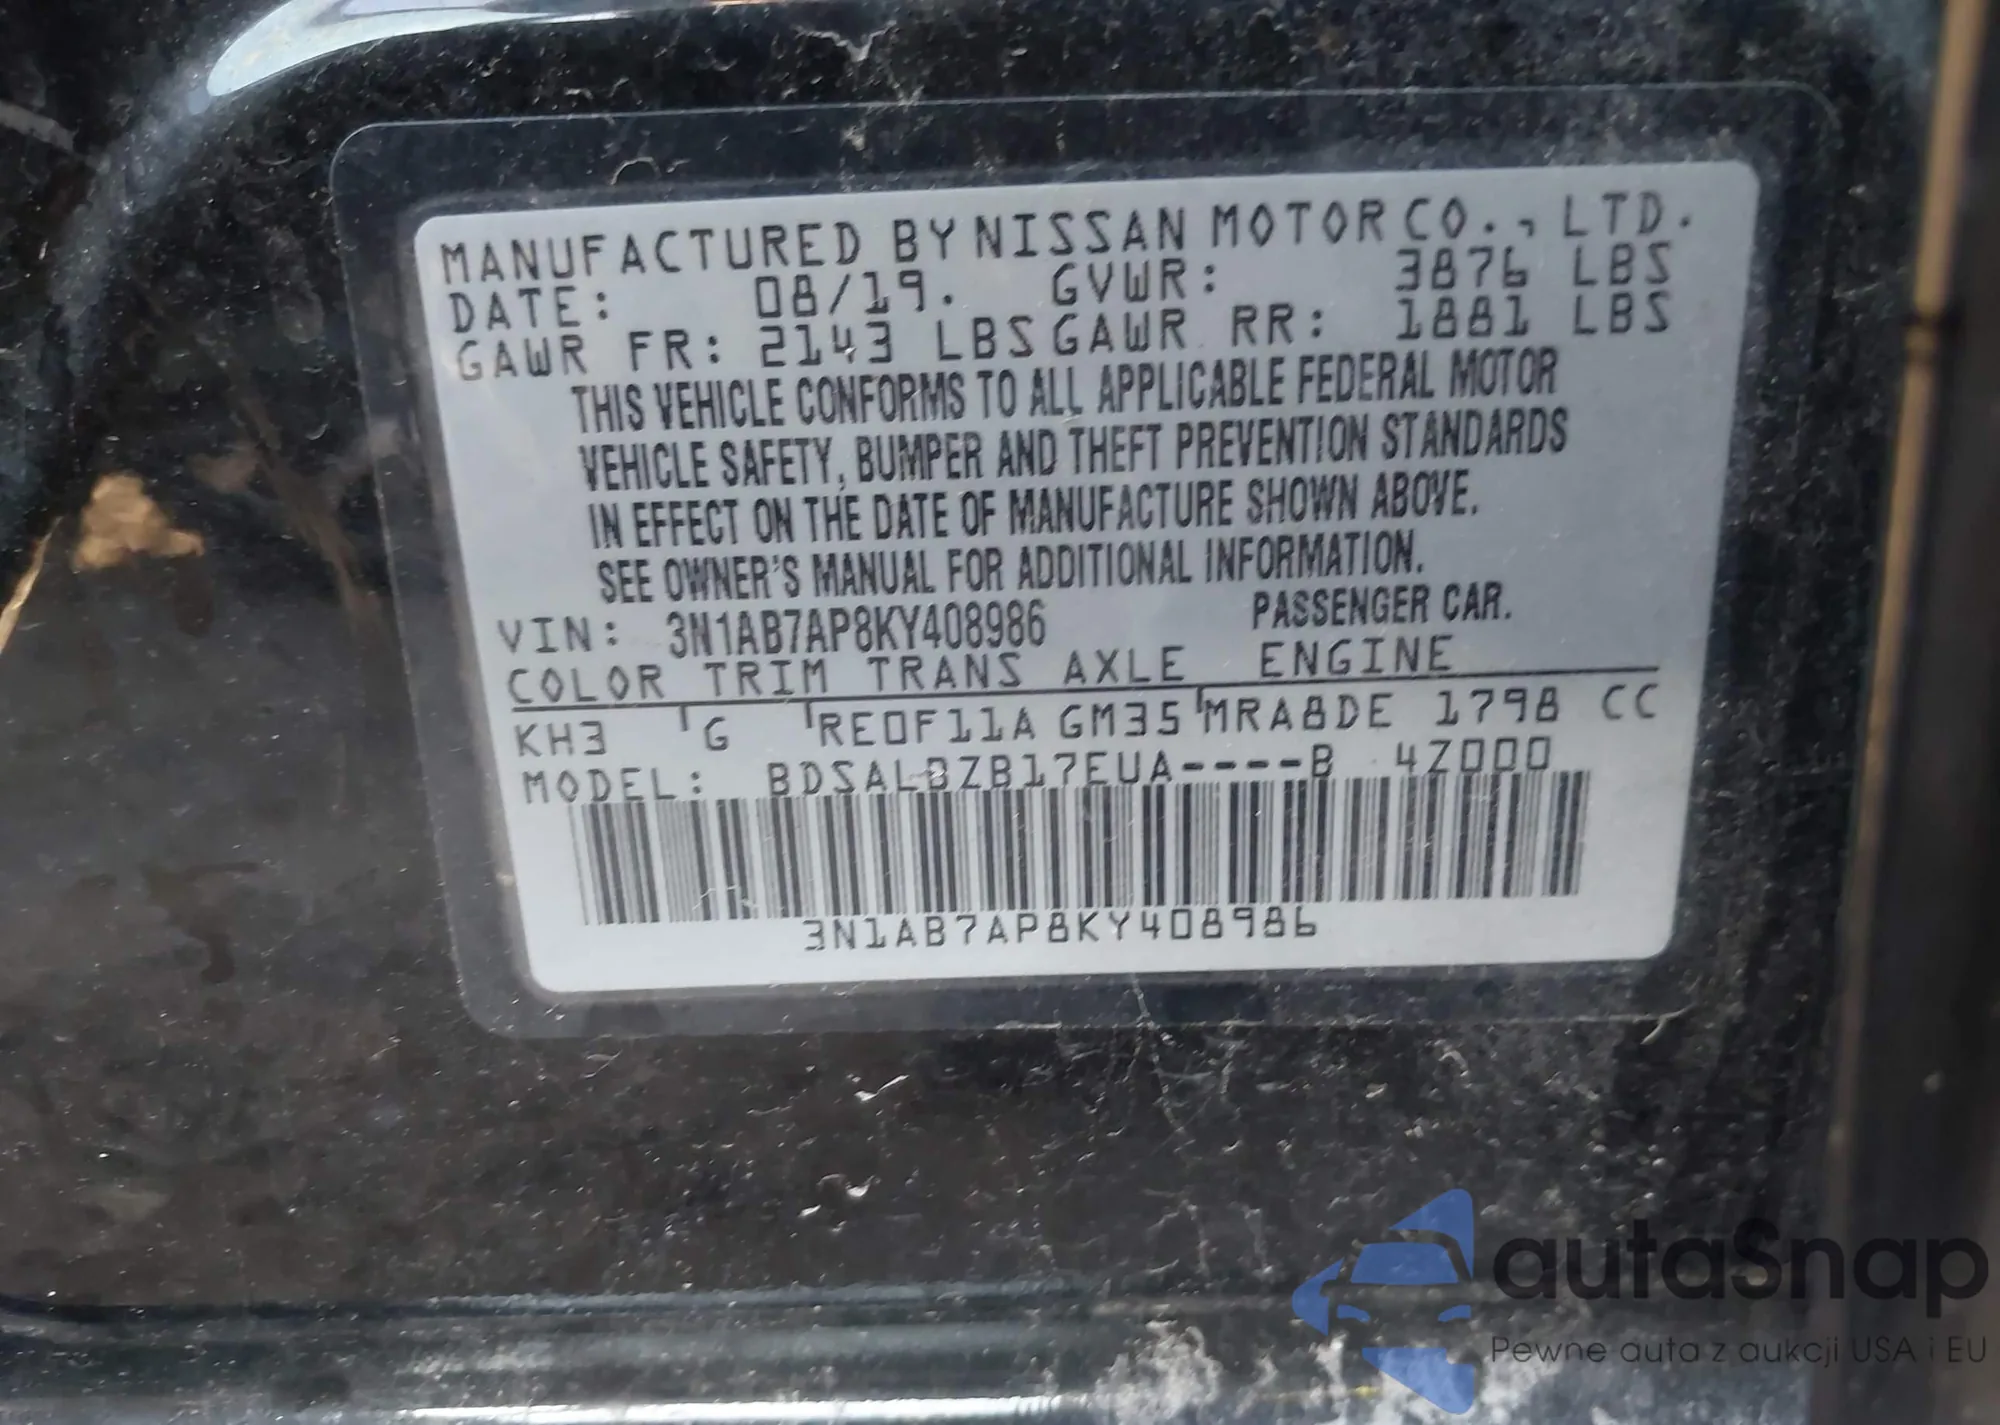 MANUFACTURED BY NISSAN MOTOR CO., LTD.
DATE: 08/19. GVWR: 3876 LBS
GAWR FR: 2143 LBS GAWR RR: 1881 LBS
THIS VEHICLE CONFORMS TO ALL APPLICABLE FEDERAL MOTOR
VEHICLE SAFETY, BUMPER AND THEFT PREVENTION STANDARDS
IN EFFECT ON THE DATE OF MANUFACTURE SHOWN ABOVE.
SEE OWNER'S MANUAL FOR ADDITIONAL INFORMATION.
VIN: 3N1AB7AP8KY408986 PASSENGER CAR.
COLOR TRIM TRANS AXLE ENGINE
KH3 G RE0F11A GM35 MRA8DE 1798 CC
MODEL: BDSALBZB17EUA----B 4Z000
3N1AB7AP8KY408986
autaSnap
Pewne auta z aukcji USA i EU